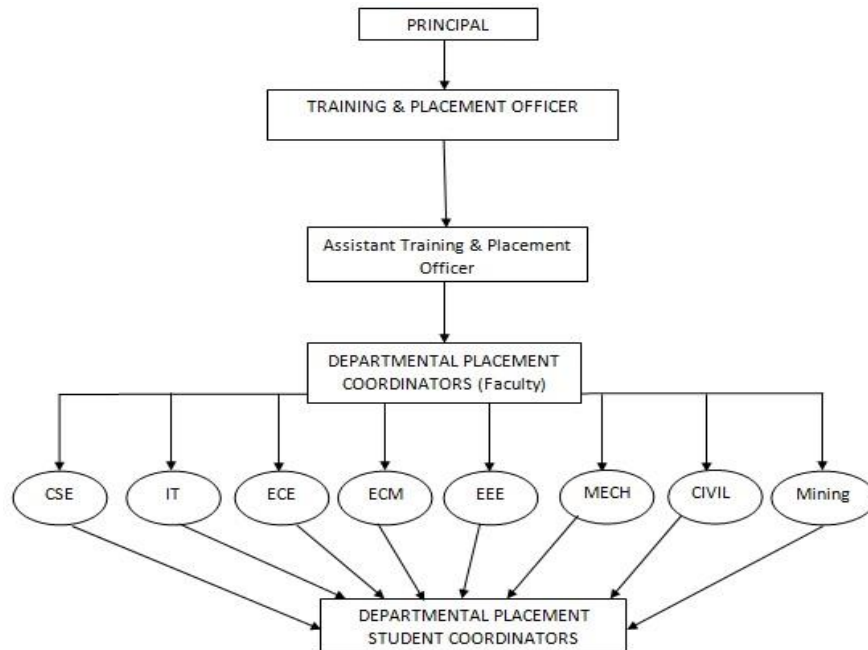 PRINCIPAL
TRAINING & PLACEMENT OFFICER
Assistant Training & Placement
Officer
DEPARTMENTAL PLACEMENT
COORDINATORS (Faculty)
CSE
IT
ECE
ECM
EEE
MECH
CIVIL
Mining
DEPARTMENTAL PLACEMENT
STUDENT COORDINATORS